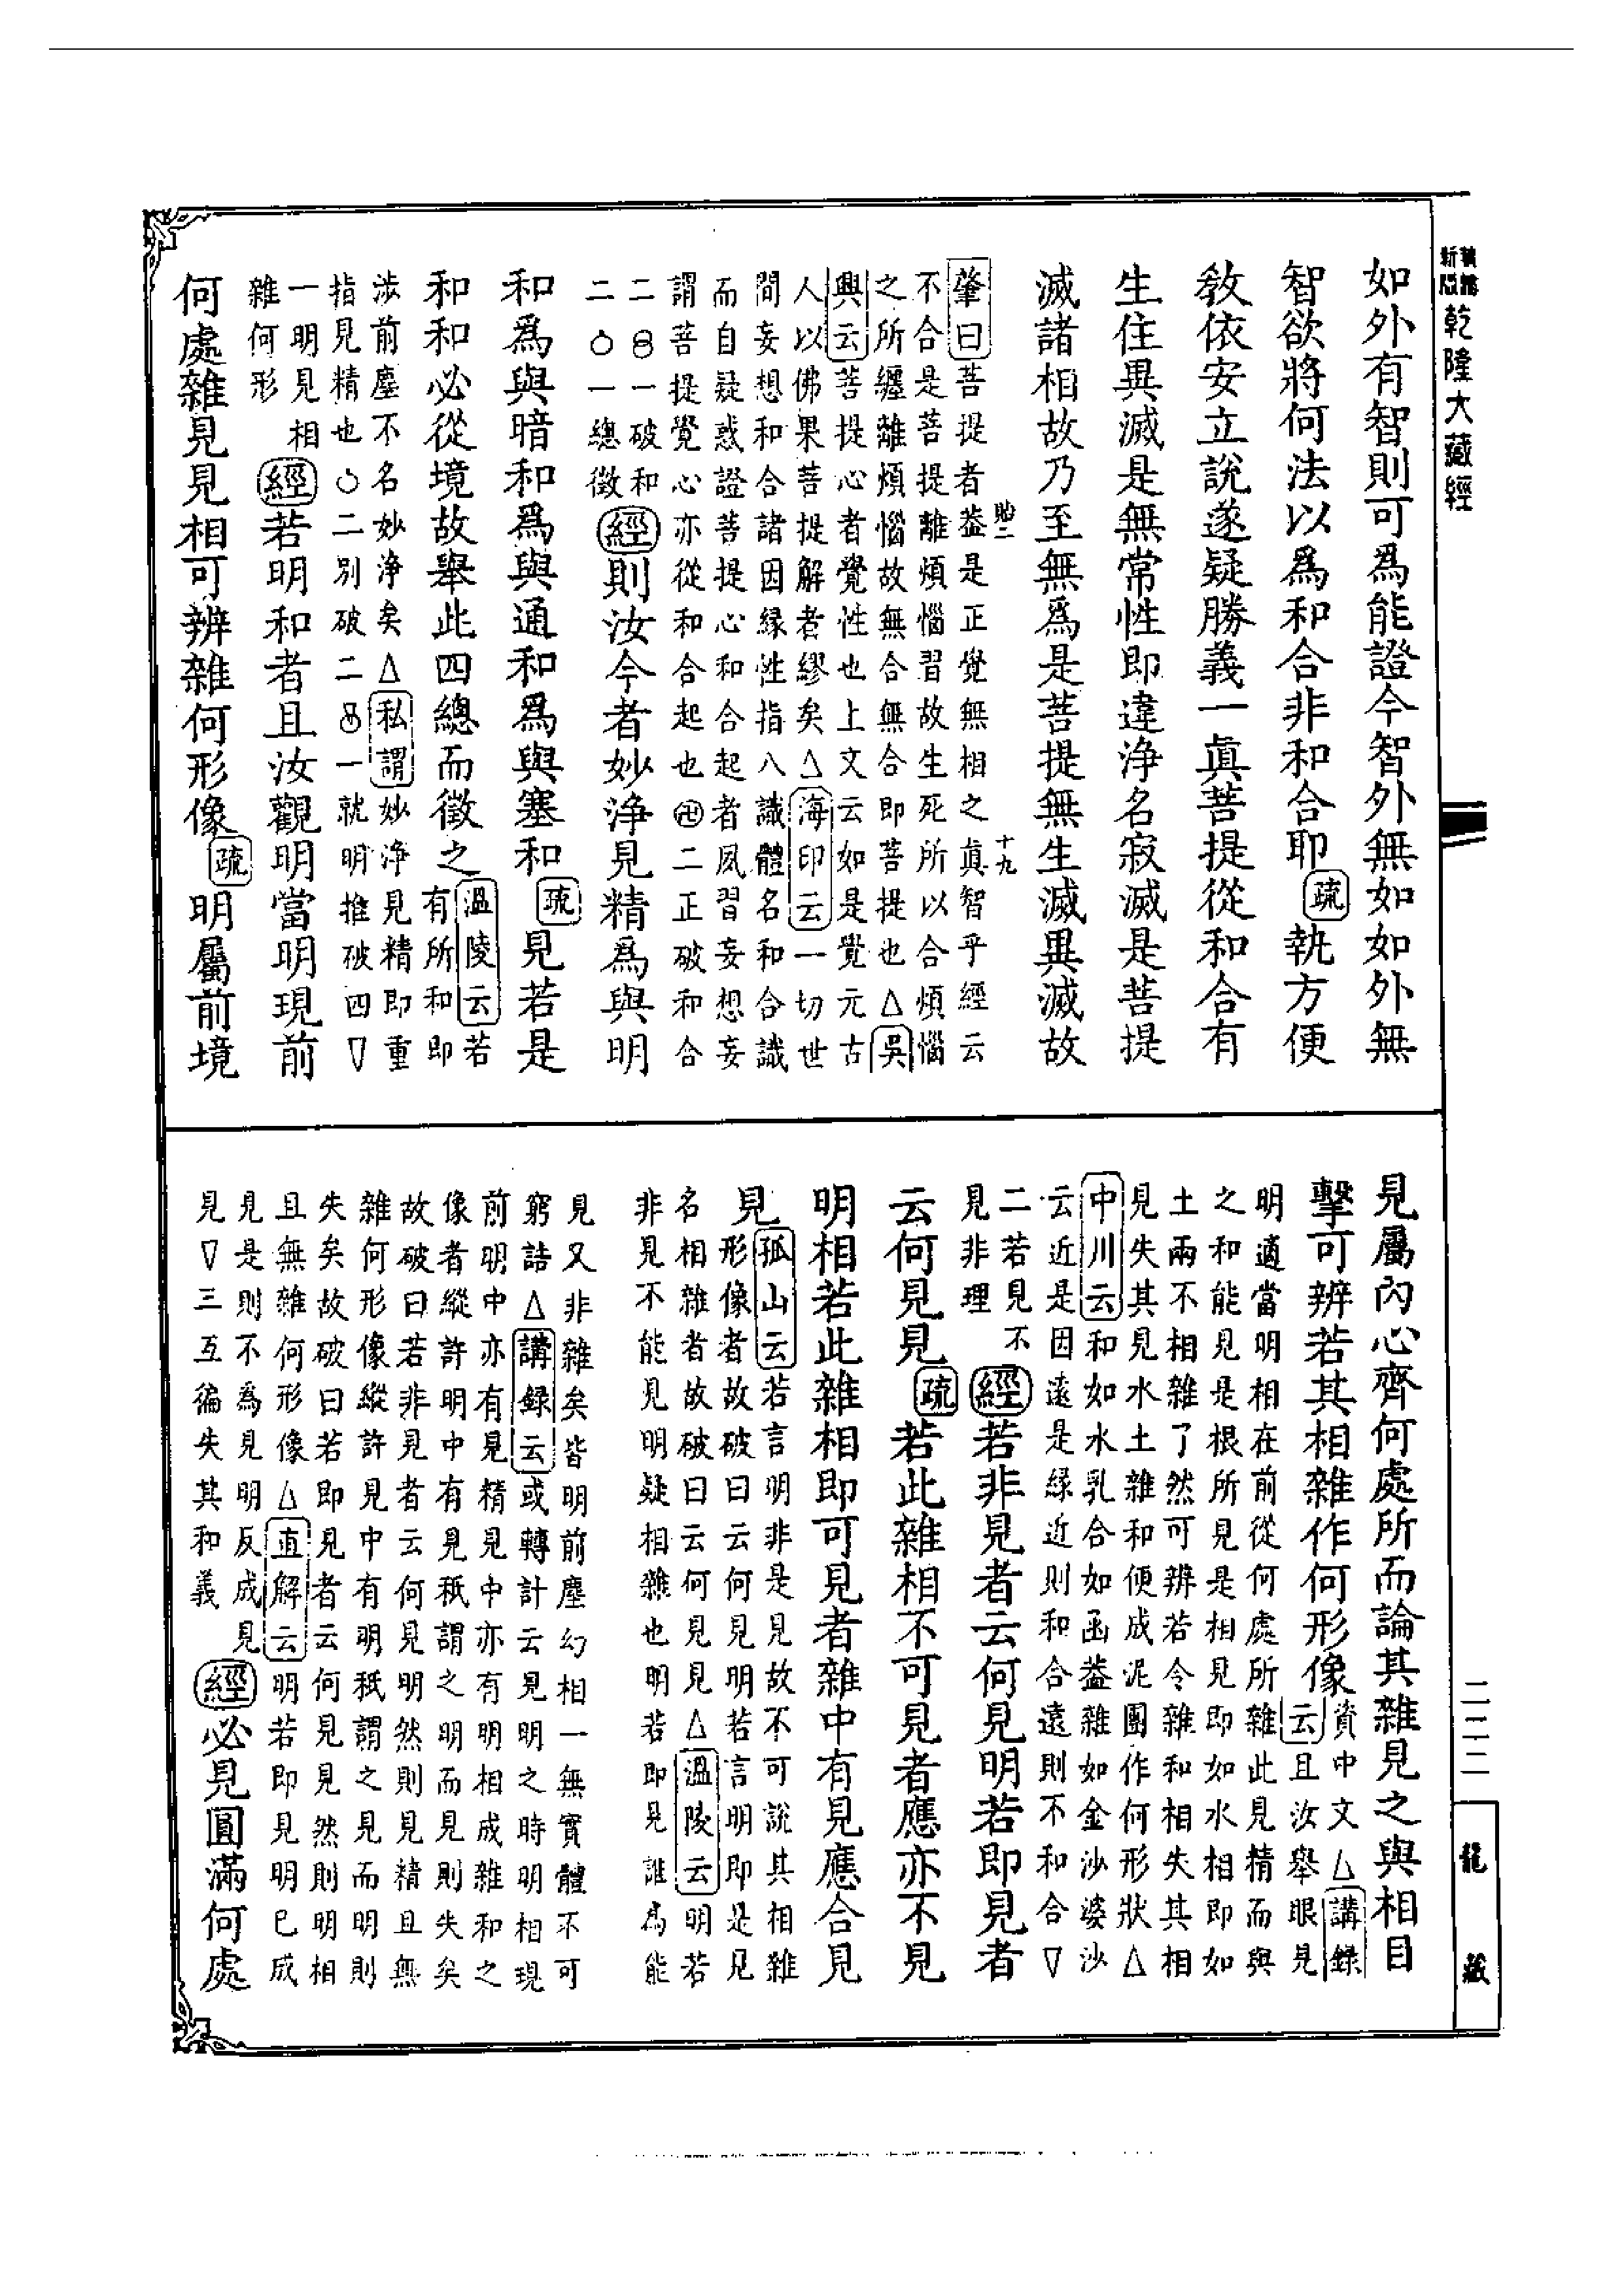 新纂縮版乾隆大藏經
如外有智則可爲能證今智外無如如外無
智欲將何法以爲和合非和合耶疏執方便
教依安立說遂疑勝義一眞菩提從和合有
生住異滅是無常性即違淨名寂滅是菩提
滅諸相故乃至無爲是菩提無生滅異滅故
十九
肇曰菩提者葢是正覺無相之眞智乎經云
不合是菩提離煩惱習故生死所以合煩惱
之所纏離煩惱故無合無合即菩提也△吳
興云菩提心者覺性也上文云如是覺元古
人以佛果菩提解者繆矣△海印云一切世
間妄想和合諸因緣性指八識體名和合識
而自疑惑證菩提心和合起者夙習妄想妄
謂菩提覺心亦從和合起也卍二正破和合
二一破和
二○一總徵經則汝今者妙淨見精爲與明
和爲與暗和爲與通和爲與塞和疏見若是
和和必從境故舉此四總而徵之溫陵云若
有所和即
涉前塵不名妙淨矣△私謂妙淨見精即重
指見精也○二別破二一就明推破四▽
一明見相
雜何形經若明和者且汝觀明當明現前
何處雜見見相可辨雜何形像疏明屬前境
見屬內心齊何處所而論其雜見之與相目
擊可辨若其相雜作何形像資中文△講錄
云且汝舉眼見
明適當明相在前從何處所雜此見精而與
之和能見是根所見是相見即如水相即如
土兩不相雜了然可辨若令雜和相失其相
見失其見水土雜和便成泥團作何形狀△
中川云和如水乳合如函葢雜如金沙婆沙
云近是因遠是緣近則和合遠則不和合▽
二若見不
見非理經若非見者云何見明若即見者
云何見見疏若此雜相不可見者應亦不見
明相若此雜相即可見者雜中有見應合見
見孤山云若言明非是見故不可說其相雜
形像者故破曰云何見明若言明即是見
名相雜者故破曰云何見見△溫陵云明若
非見不能見明疑相雜也明若即見誰爲能
見又非雜矣皆明前塵幻相一無實體不可
窮詰△講錄云或轉計云見明之時明相現
前明中亦有見精見中亦有明相成雜和之
像者縱許明中有見秖謂之明而見則失矣
故破曰若非見者云何見明然則見精且無
雜何形像縱許見中有明秖謂之見而明則
失矣故破曰若即見者云何見見然則明相
且無雜何形像△直解云明若即見明已成
見是則不爲見明反成見
見▽三互徧失其和義經必見圓滿何處
二三二
龍藏